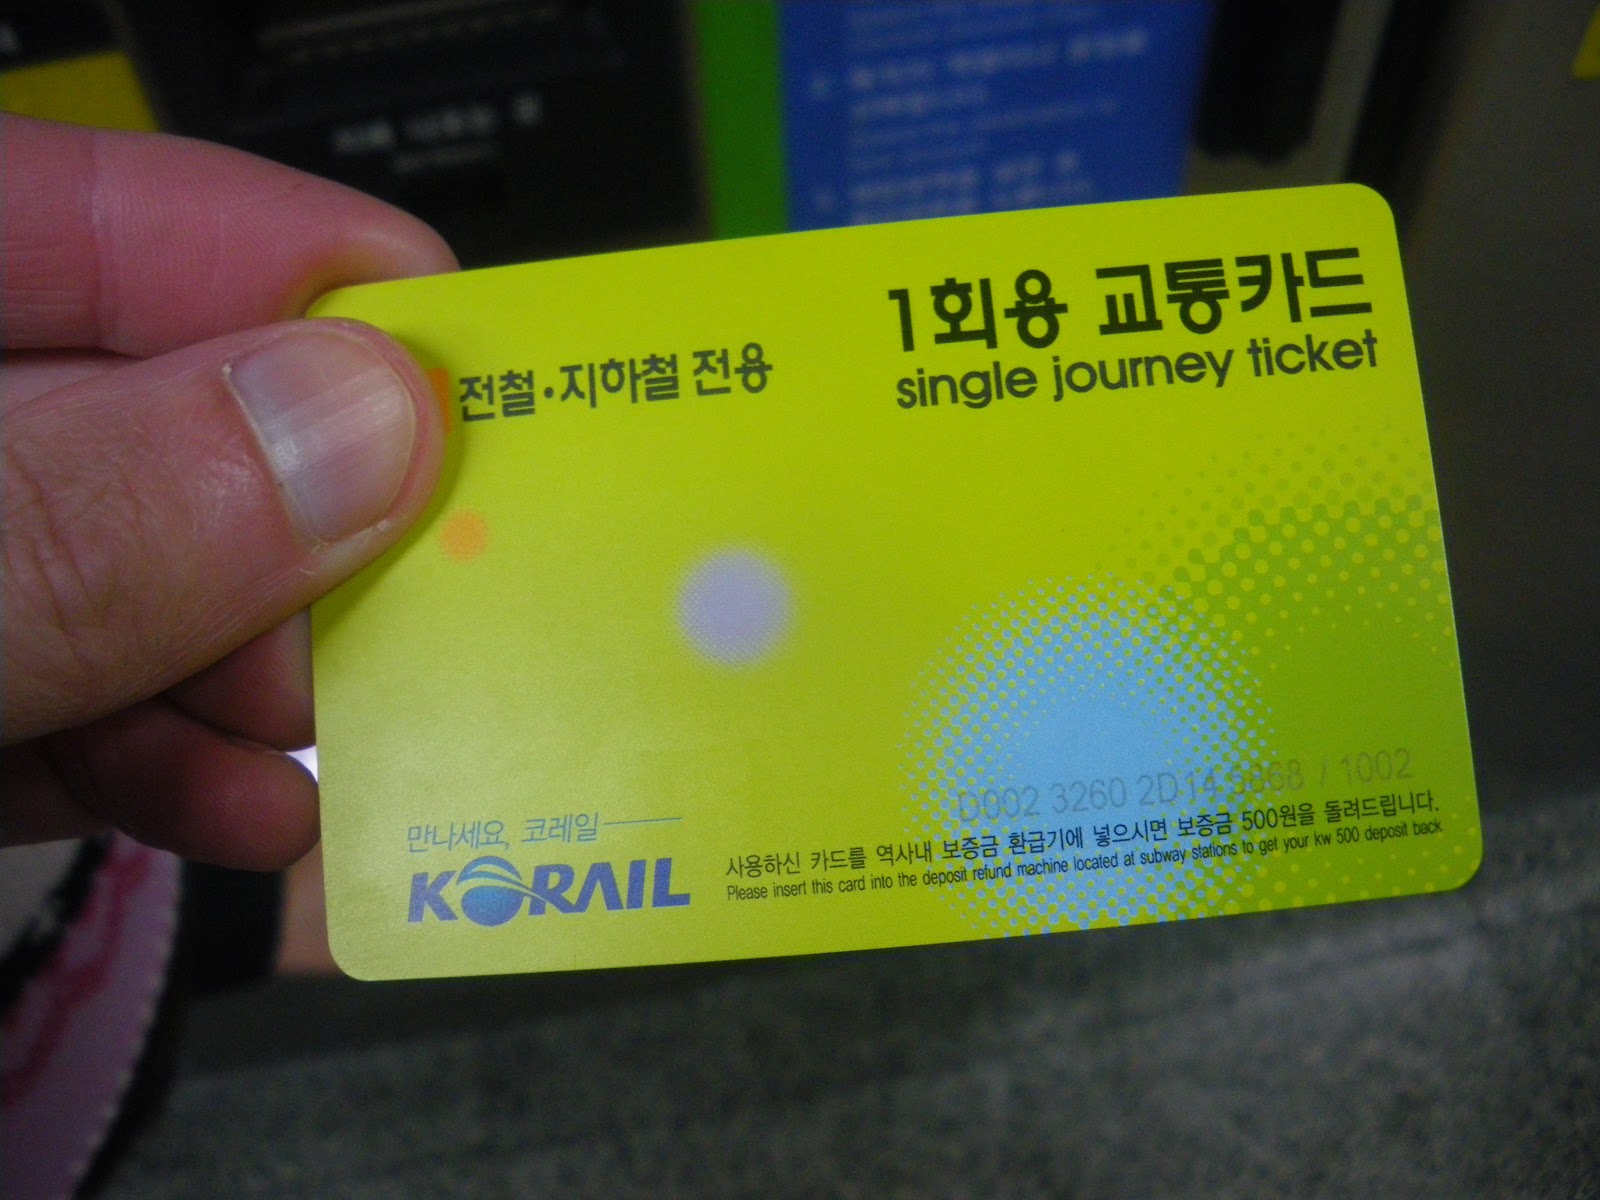 1회용 교통카드
single journey ticket
전철·지하철 전용
D002 3260 2D14 5868 / 1002
만나세요, 코레일
KORAIL
사용하신 카드를 역사내 보증금 환급기에 넣으시면 보증금 500원을 돌려드립니다.
Please insert this card into the deposit refund machine located at subway stations to get your kw 500 deposit back